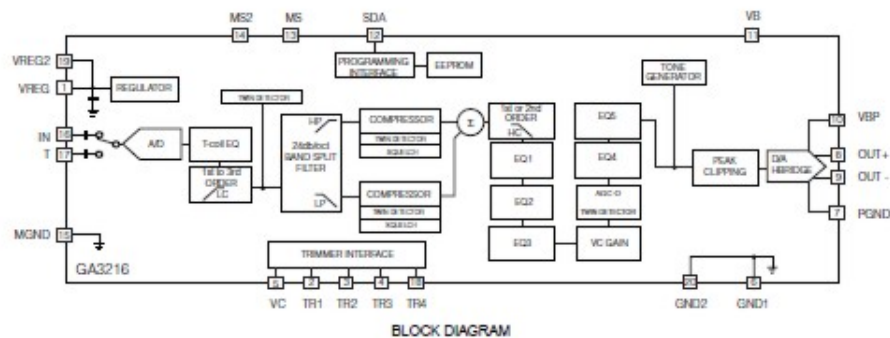 MS2 MS SDA VB
14 13 12 11
VREG2 19
VREG 1
REGULATOR
PROGRAMMING
INTERFACE
EEPROM
TONE
GENERATOR
TWIN DETECTOR
IN 16
T 17
A/D
T-coil EQ
1st to 3rd
ORDER
LC
HP
24db/oct
BAND SPLIT
FILTER
LP
COMPRESSOR
TWIN DETECTOR
SQUELCH
COMPRESSOR
TWIN DETECTOR
SQUELCH
Σ
1st or 2nd
ORDER
HC
EQ1
EQ2
EQ3
EQ5
EQ4
AGC-O
TWIN DETECTOR
VC GAIN
PEAK
CLIPPING
D/A
HBRIDGE
10 VBP
8 OUT+
9 OUT -
7 PGND
MGND 15
GA3216
TRIMMER INTERFACE
5 2 3 4 18
VC TR1 TR2 TR3 TR4
20 6
GND2 GND1
BLOCK DIAGRAM